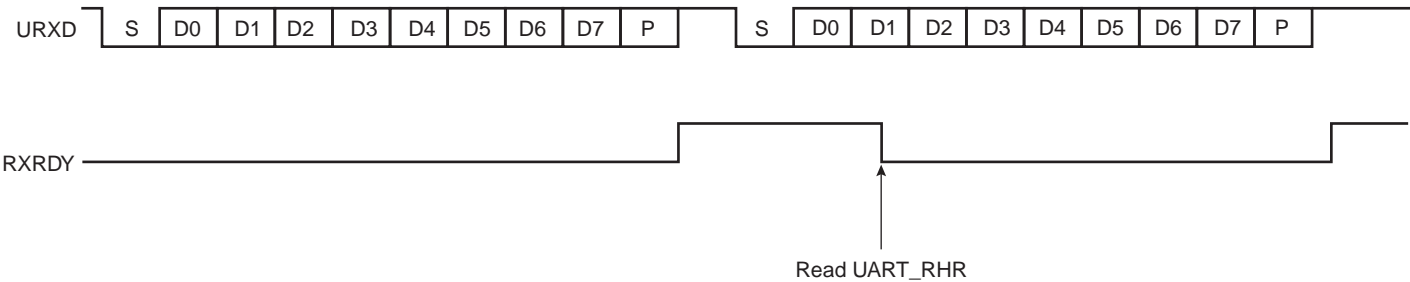 URXD S D0 D1 D2 D3 D4 D5 D6 D7 P S D0 D1 D2 D3 D4 D5 D6 D7 P
RXRDY
Read UART_RHR